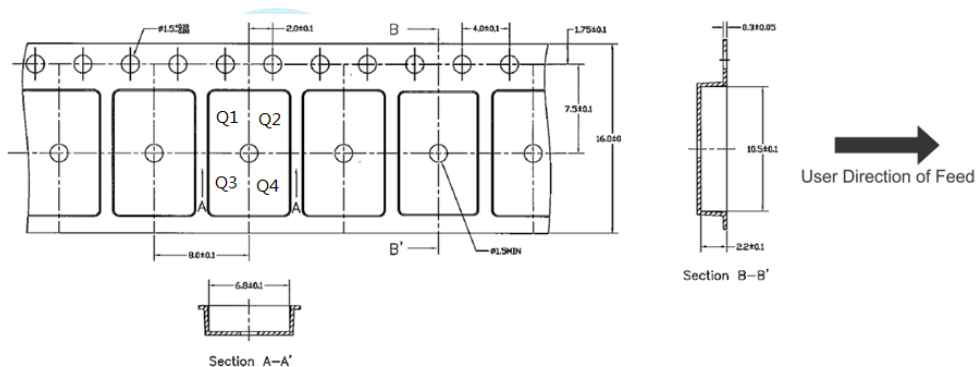 Ø1.5
2.0±0.1
B
4.0±0.1
1.75±0.1
0.3±0.05
Q1 Q2
7.5±0.1
16.0±0
10.5±0.1
User Direction of Feed
Q3 Q4
A A
8.0±0.1
B'
Ø1.5MIN
2.2±0.1
Section B-B'
6.8±0.1
Section A-A'